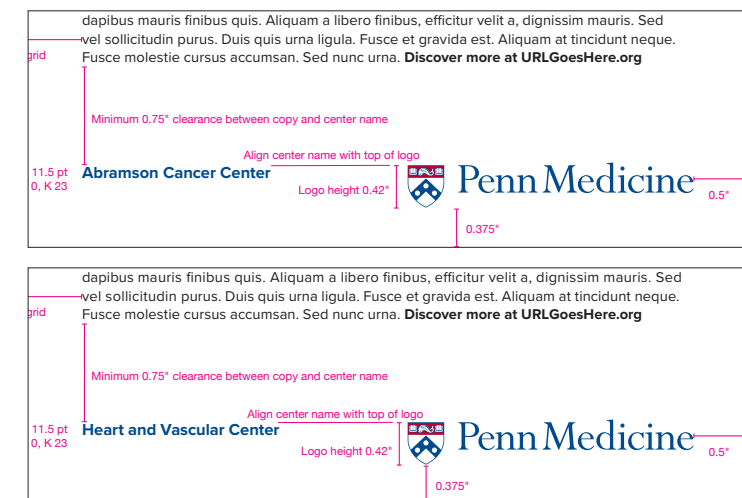 dapibus mauris finibus quis. Aliquam a libero finibus, efficitur velit a, dignissim mauris. Sed
vel sollicitudin purus. Duis quis urna ligula. Fusce et gravida est. Aliquam at tincidunt neque.
grid
Fusce molestie cursus accumsan. Sed nunc urna. Discover more at URLGoesHere.org
Minimum 0.75" clearance between copy and center name
Align center name with top of logo
11.5 pt
0, K 23
Abramson Cancer Center
Logo height 0.42"
Penn Medicine
0.5"
0.375"
dapibus mauris finibus quis. Aliquam a libero finibus, efficitur velit a, dignissim mauris. Sed
vel sollicitudin purus. Duis quis urna ligula. Fusce et gravida est. Aliquam at tincidunt neque.
grid
Fusce molestie cursus accumsan. Sed nunc urna. Discover more at URLGoesHere.org
Minimum 0.75" clearance between copy and center name
Align center name with top of logo
11.5 pt
0, K 23
Heart and Vascular Center
Logo height 0.42"
Penn Medicine
0.5"
0.375"